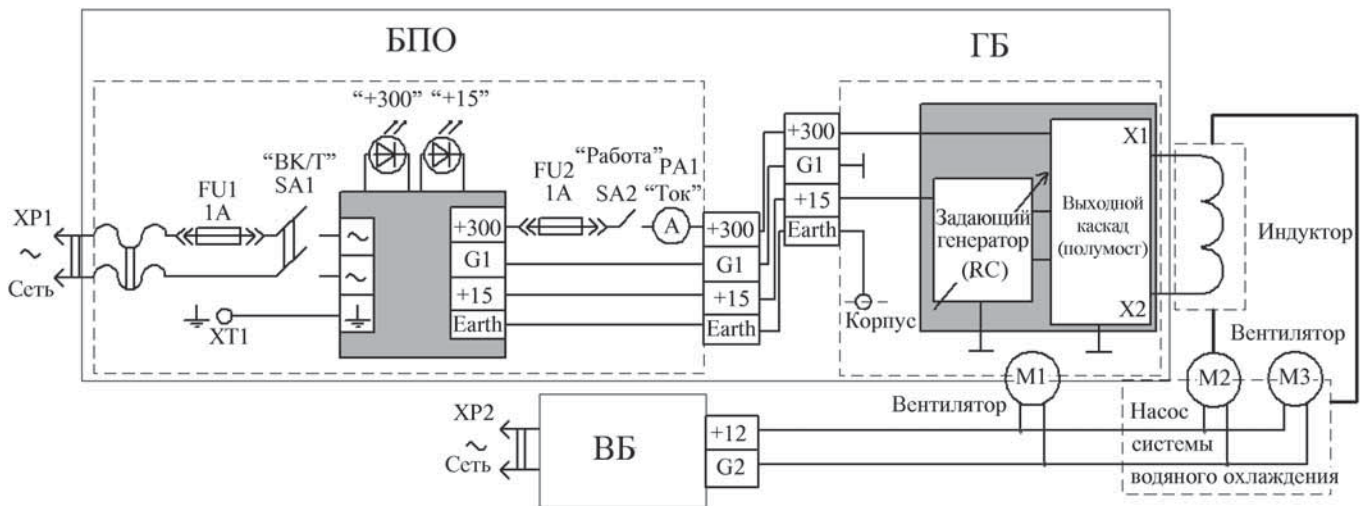 БПО
ГБ
“+300” “+15”
“ВК/Т”
SA1
FU1
1А
XP1
~
Сеть
XT1
~
~
+300
G1
+15
Earth
FU2
1А
“Работа”
SA2
PA1
“Ток”
A
+300
G1
+15
Earth
+300
G1
+15
Earth
Корпус
Задающий
генератор
(RC)
Выходной
каскад
(полумост)
X1
X2
Индуктор
Вентилятор
M1
M2
M3
Вентилятор
Насос
системы
водяного охлаждения
XP2
~
Сеть
ВБ
+12
G2